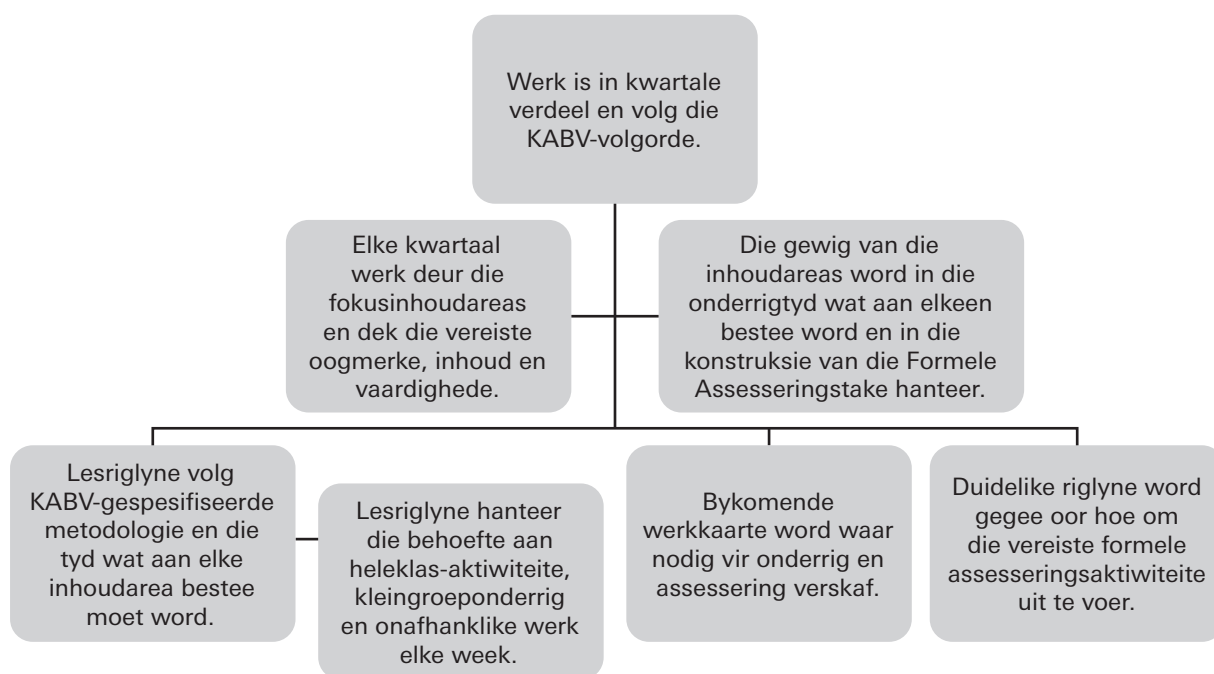 Werk is in kwartale
verdeel en volg die
KABV-volgorde.
Elke kwartaal
werk deur die
fokusinhoudareas
en dek die vereiste
oogmerke, inhoud en
vaardighede.
Die gewig van die
inhoudareas word in die
onderrigtyd wat aan elkeen
bestee word en in die
konstruksie van die Formele
Assesseringstake hanteer.
Lesriglyne volg
KABV-gespesifiseerde
metodologie en die
tyd wat aan elke
inhoudarea bestee
moet word.
Lesriglyne hanteer
die behoefte aan
heleklas-aktiwiteite,
kleingroeponderrig
en onafhanklike werk
elke week.
Bykomende
werkkaarte word waar
nodig vir onderrig en
assessering verskaf.
Duidelike riglyne word
gegee oor hoe om
die vereiste formele
assesseringsaktiwiteite
uit te voer.